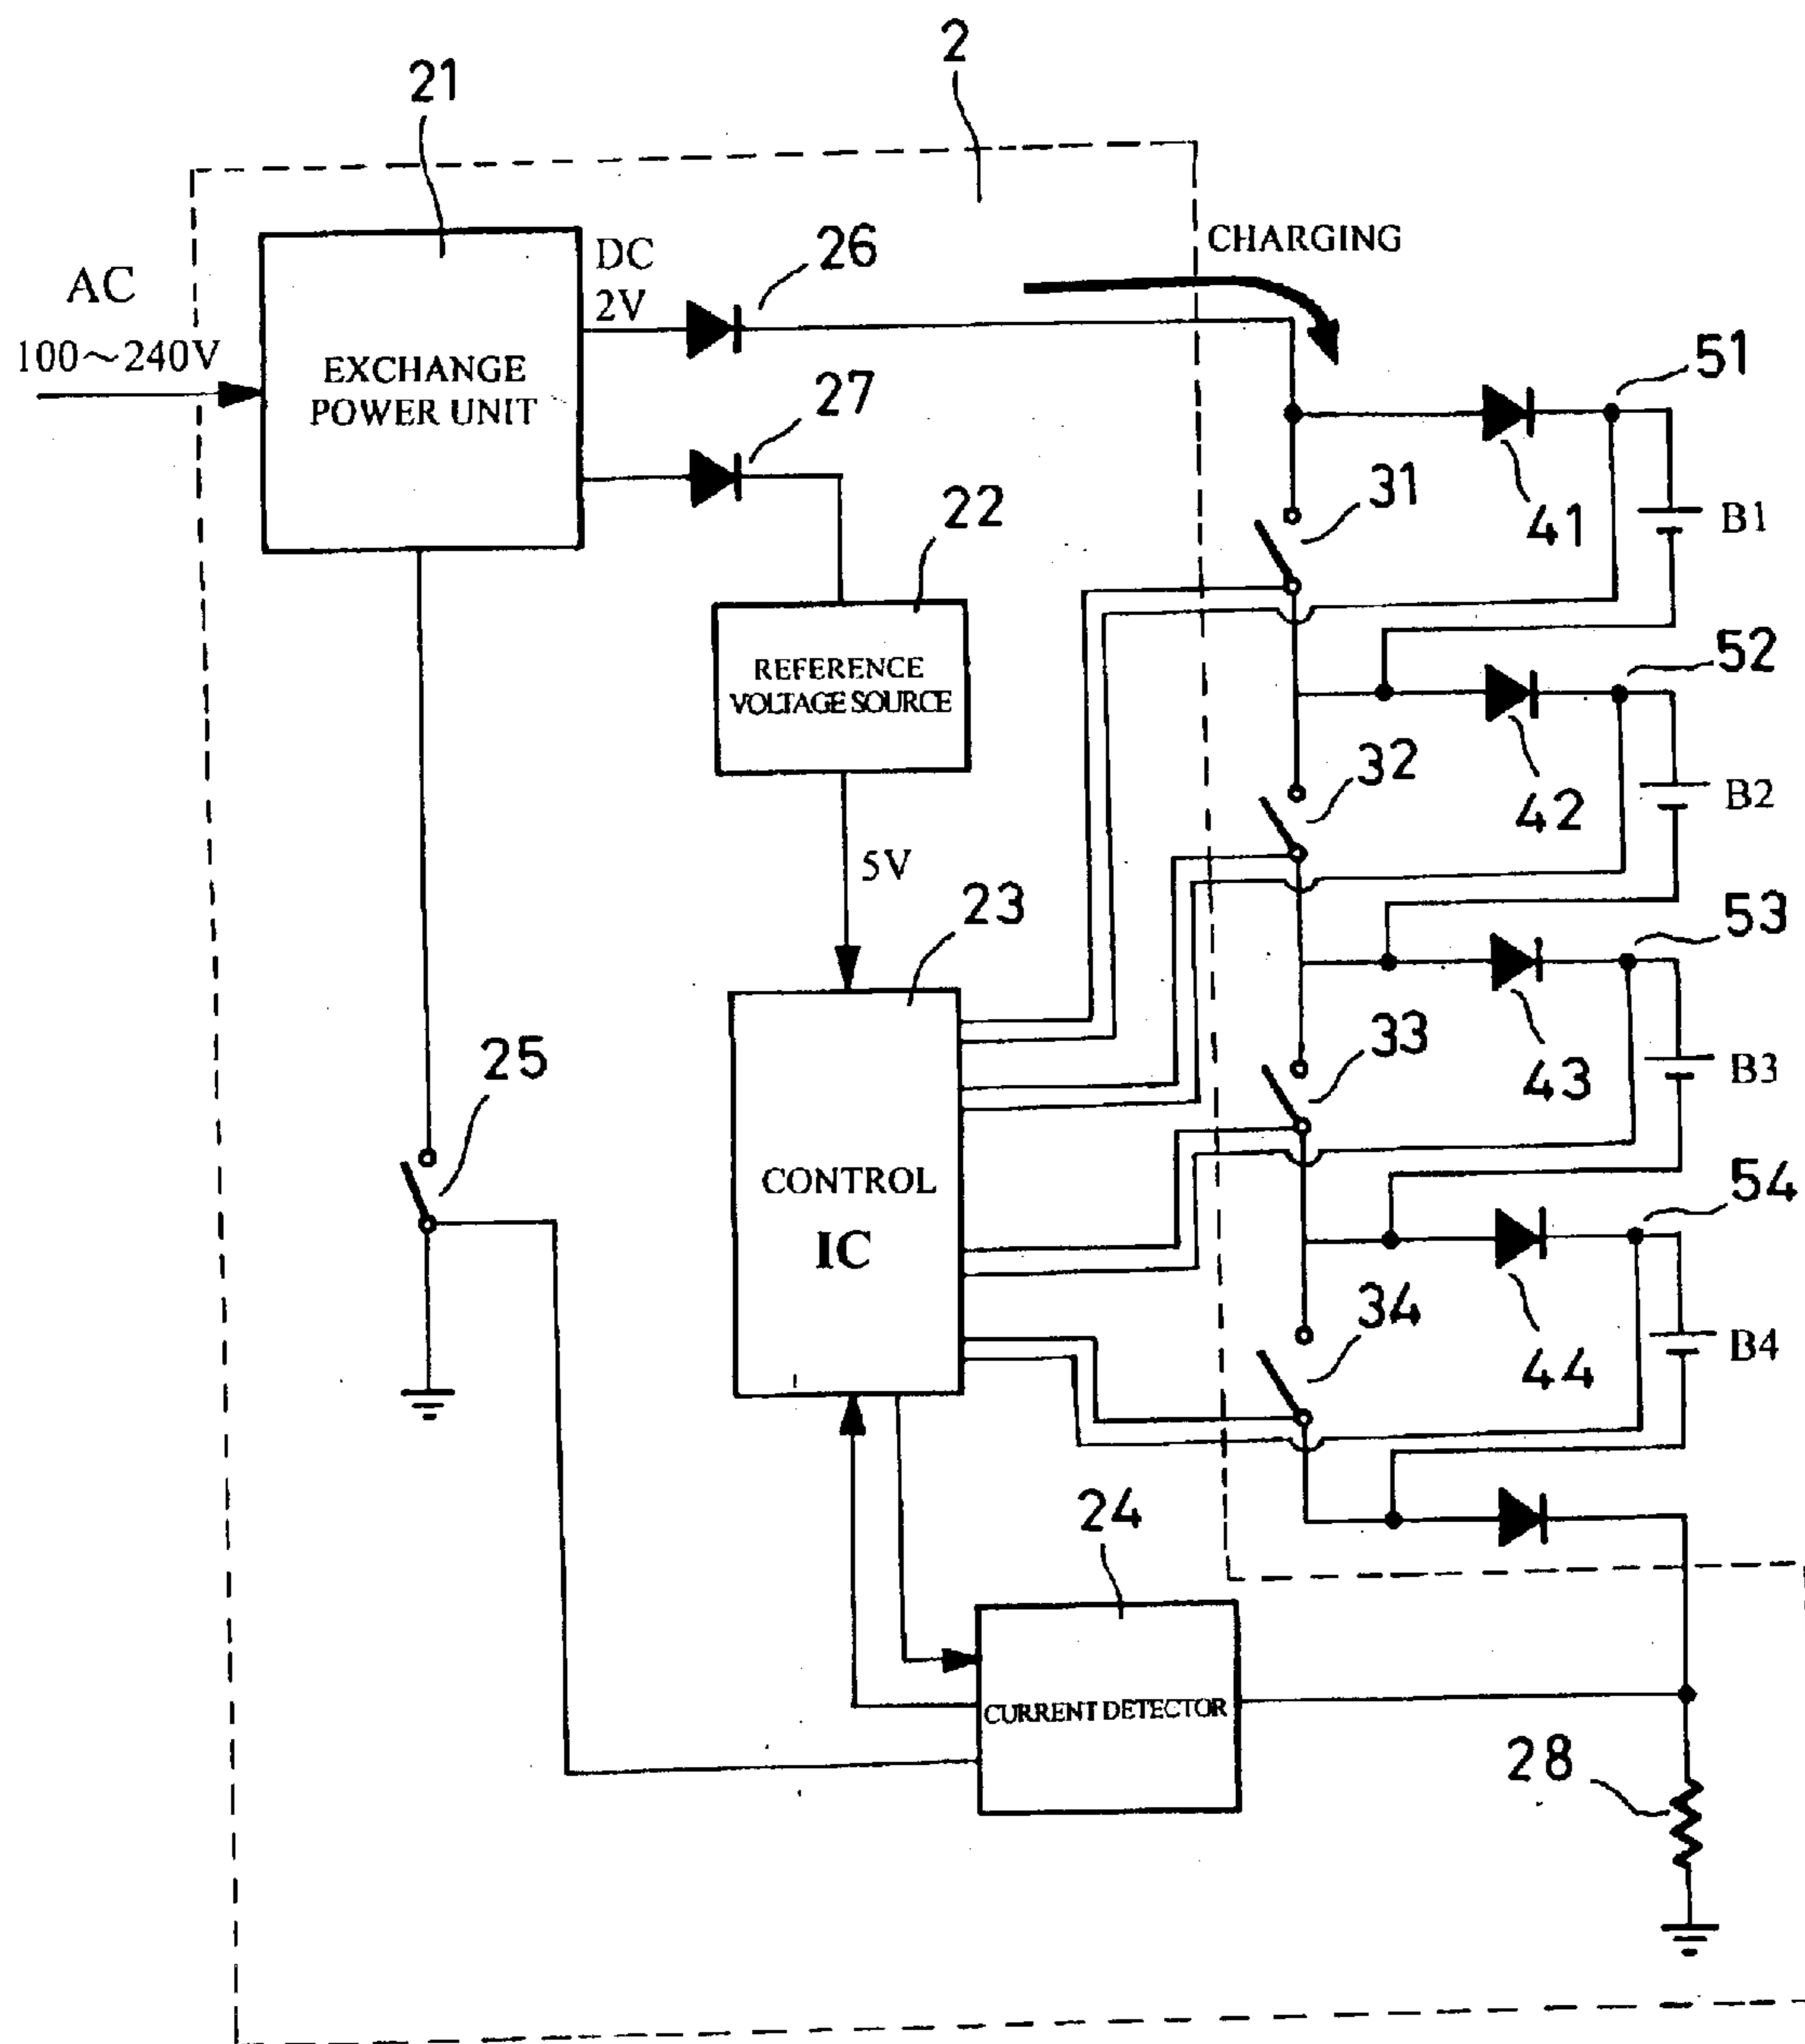 2
21
CHARGING
26
DC
2V
AC
100~240V
EXCHANGE
POWER UNIT
27
51
31
41
B1
22
REFERENCE
VOLTAGE SOURCE
52
32
42
B2
5V
23
53
33
43
B3
25
CONTROL
IC
54
34
44
B4
24
CURRENT DETECTOR
28